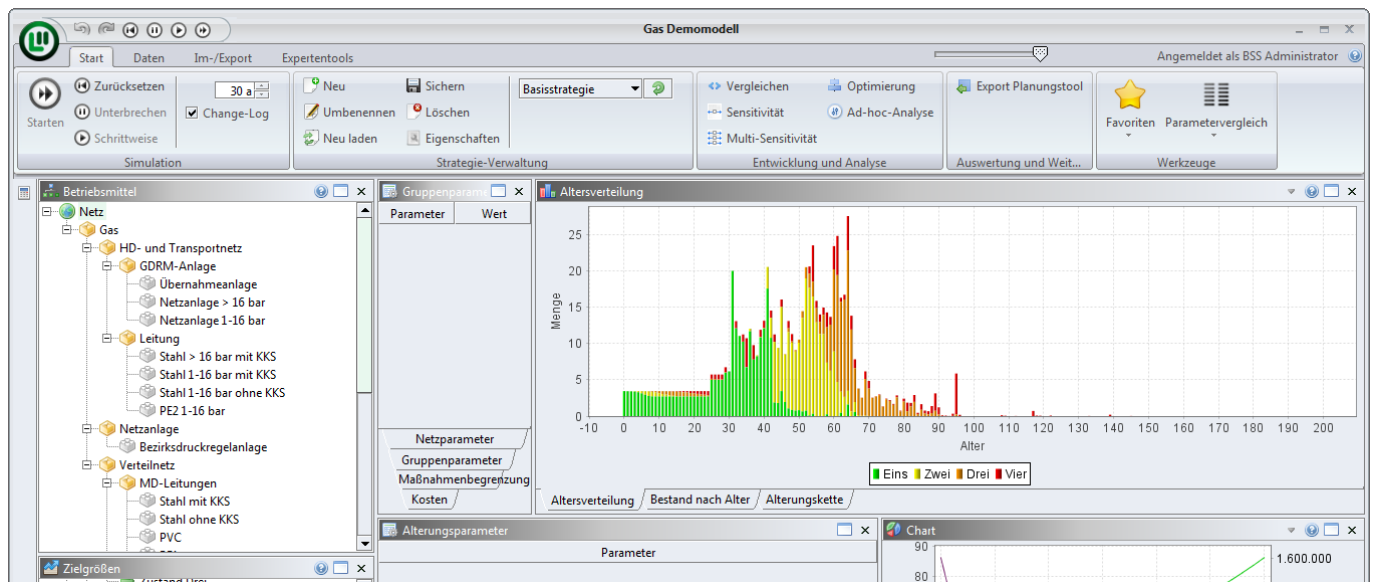 Gas Demomodell
Start Daten Im-/Export Expertentools
Angemeldet als BSS Administrator
Starten
Zurücksetzen
Unterbrechen
Schrittweise
30 a
Change-Log
Simulation
Neu
Umbenennen
Neu laden
Sichern
Löschen
Eigenschaften
Basisstrategie
Strategie-Verwaltung
Vergleichen
Sensitivität
Multi-Sensitivität
Optimierung
Ad-hoc-Analyse
Entwicklung und Analyse
Export Planungstool
Auswertung und Weit...
Favoriten
Parametervergleich
Werkzeuge
Betriebsmittel
Netz
Gas
HD- und Transportnetz
GDRM-Anlage
Übernahmeanlage
Netzanlage > 16 bar
Netzanlage 1-16 bar
Leitung
Stahl > 16 bar mit KKS
Stahl 1-16 bar mit KKS
Stahl 1-16 bar ohne KKS
PE2 1-16 bar
Netzanlage
Bezirksdruckregelanlage
Verteilnetz
MD-Leitungen
Stahl mit KKS
Stahl ohne KKS
PVC
Zielgrößen
Zustand Drei
Gruppenparame
Parameter Wert
Netzparameter
Gruppenparameter
Maßnahmenbegrenzung
Kosten
Altersverteilung
Menge
25
20
15
10
5
0
-10 0 10 20 30 40 50 60 70 80 90 100 110 120 130 140 150 160 170 180 190 200
Alter
Eins Zwei Drei Vier
Altersverteilung Bestand nach Alter Alterungskette
Alterungsparameter
Parameter
Chart
90
80
1.600.000